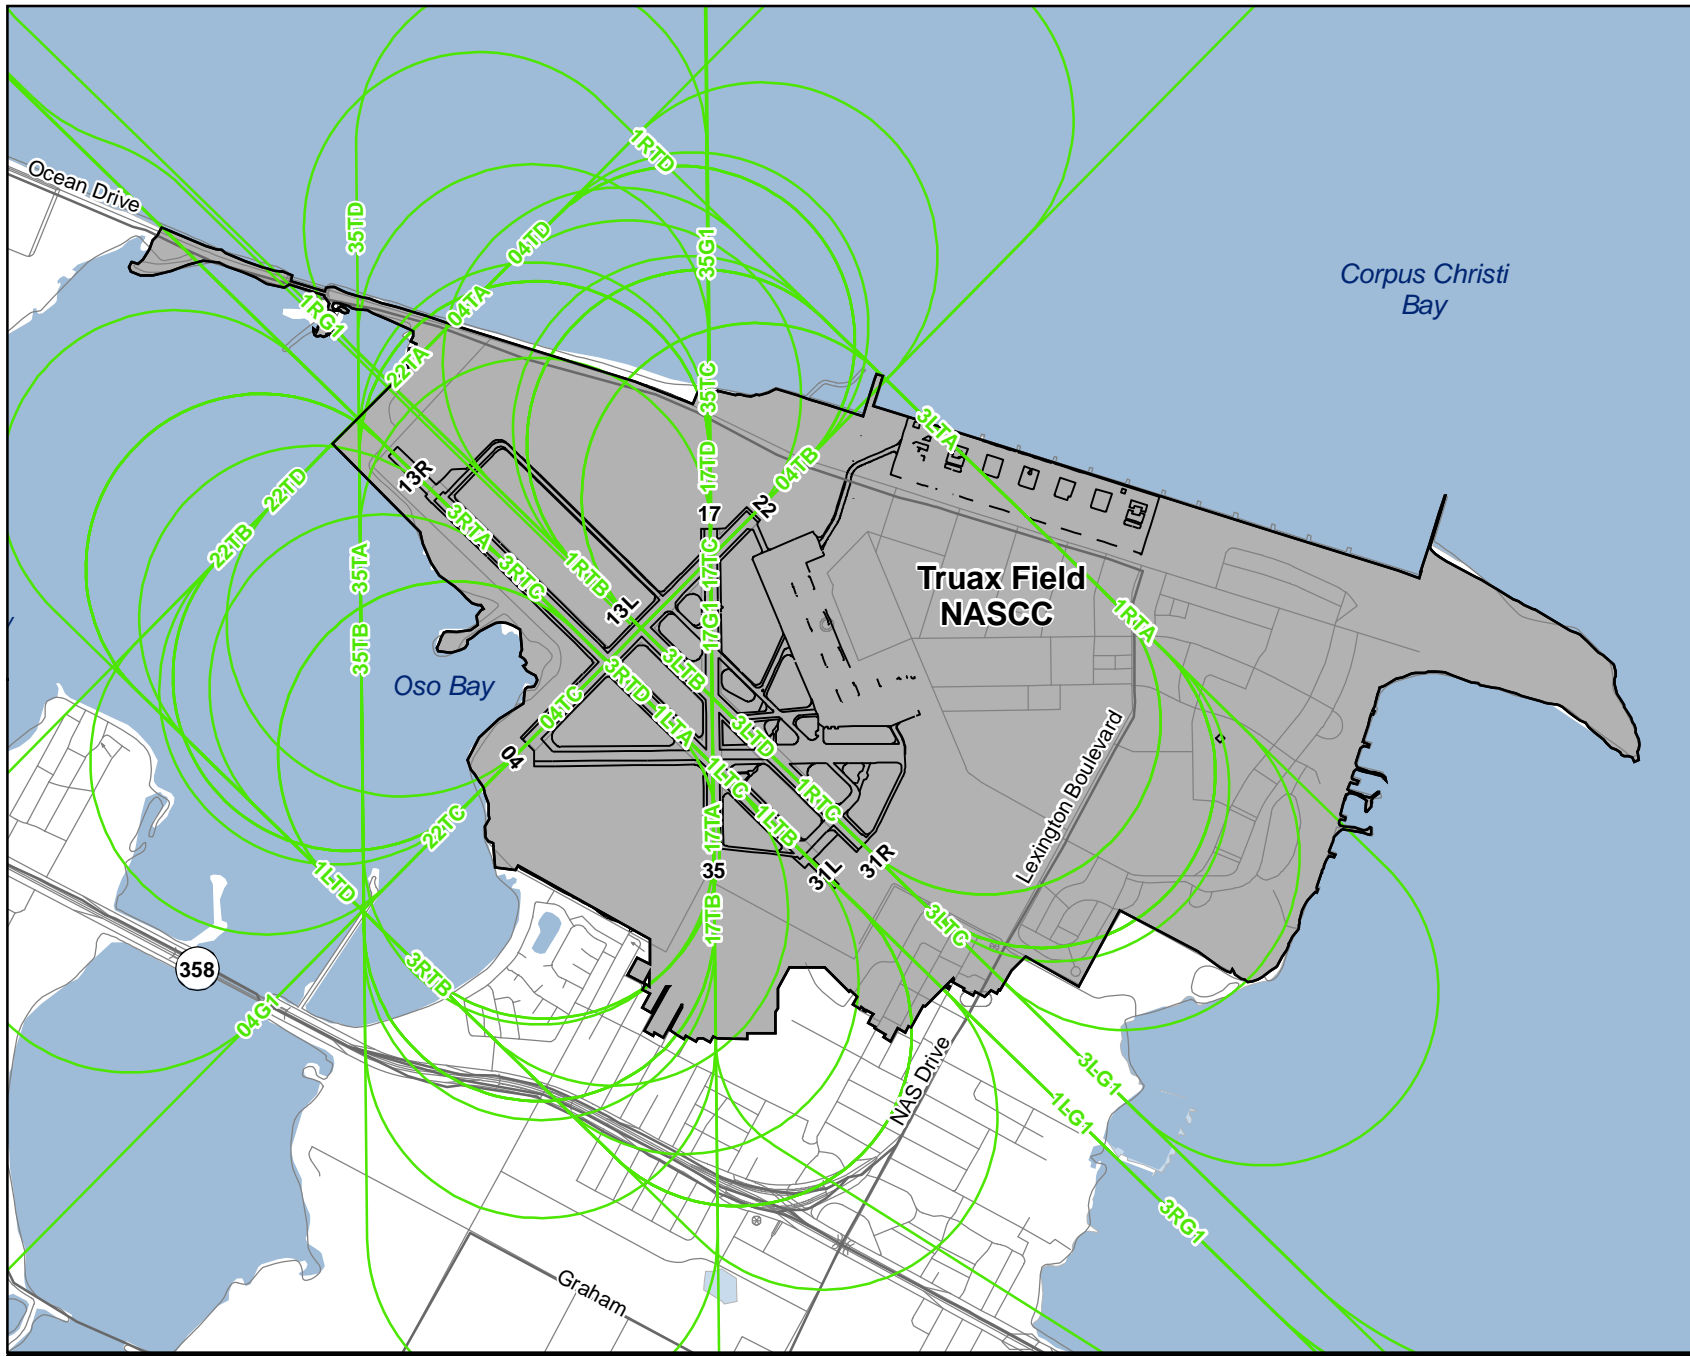 1RTD
Ocean Drive
35TD
04TD
35G1
Corpus Christi
Bay
04TA
1RG1
22TA
35TC
3LTA
17TD
04TB
13R
22TD
22
17
3RTA
22TB
35TA
3RTC
1RTB
17TC
Truax Field
NASCC
13L
1RTA
17G1
35TB
3LTB
3RTD
Oso Bay
04TC
1LTA
3LTD
04
1LTC
Lexington Boulevard
1RTC
22TC
17TA
1LTB
31R
35
31L
1LTD
17TB
3LTC
358
3RTB
04G1
NAS Drive
3LG1
1LG1
3RG1
Graham